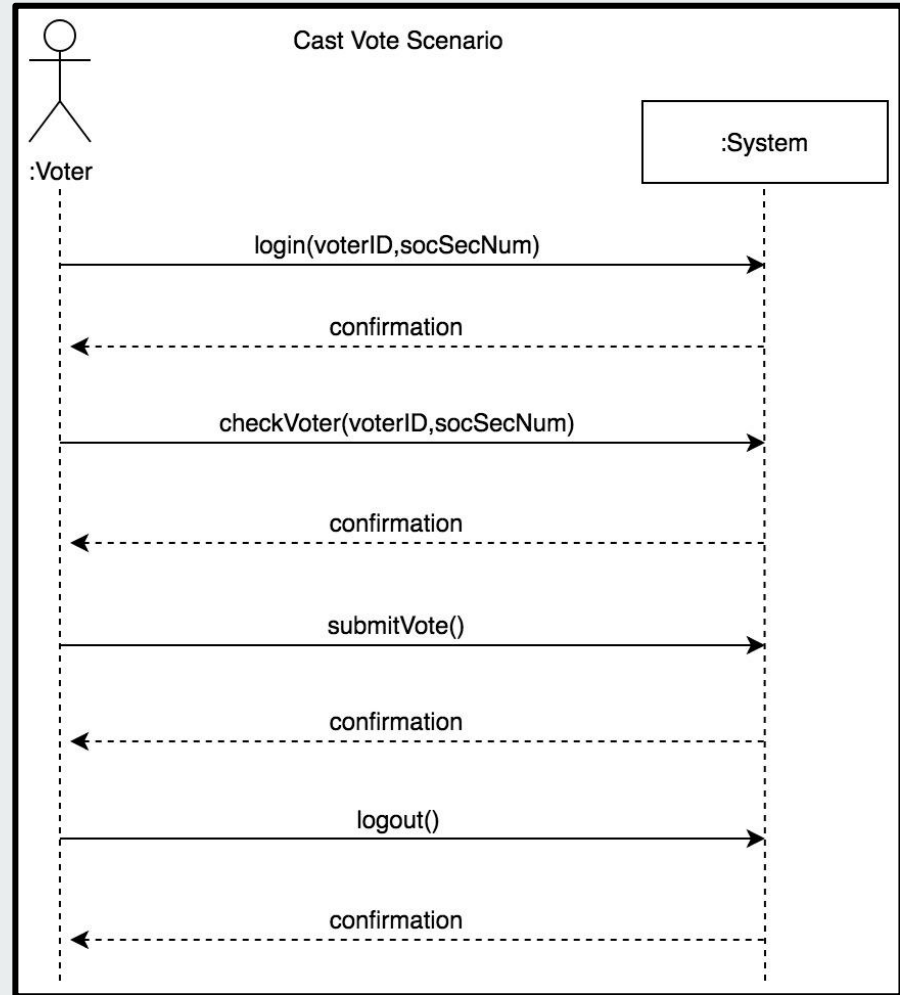 Cast Vote Scenario
:System
:Voter
login(voterID,socSecNum)
confirmation
checkVoter(voterID,socSecNum)
confirmation
submitVote()
confirmation
logout()
confirmation